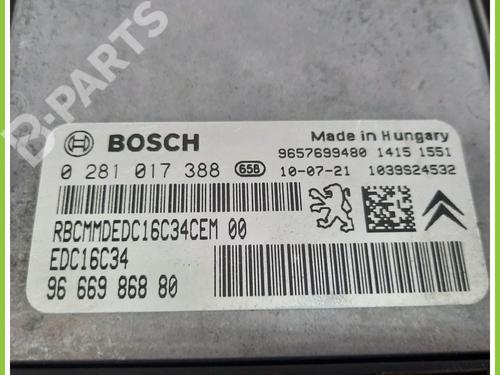 B-PARTS
BOSCH
Made in Hungary
9657699480 1415 1551
0 281 017 388 658 10-07-21 1039S24532
RBCMMDEDC16C34CEM 00
EDC16C34
96 669 868 80